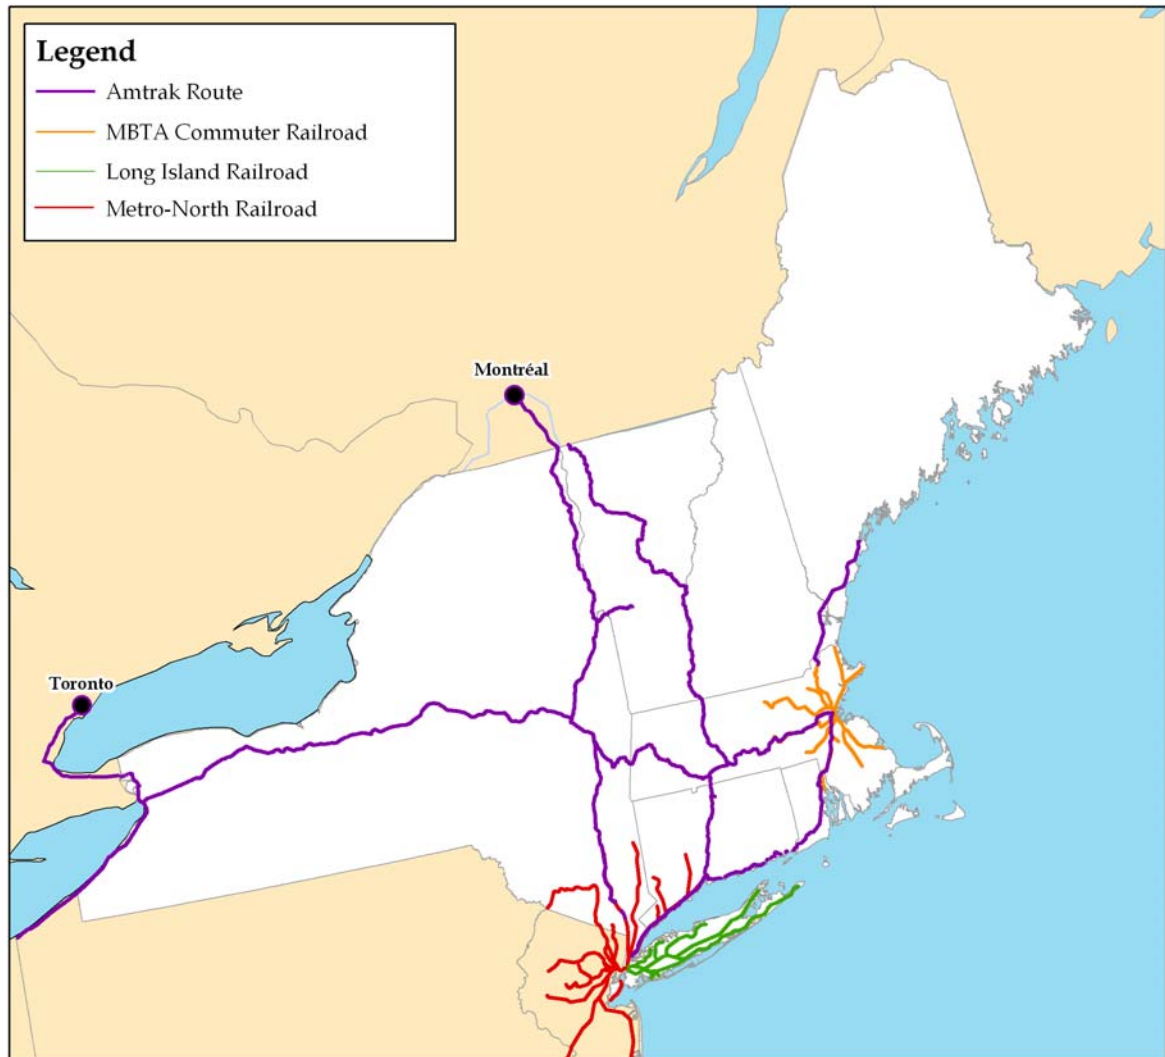 Legend
Amtrak Route
MBTA Commuter Railroad
Long Island Railroad
Metro-North Railroad
Montréal
Toronto